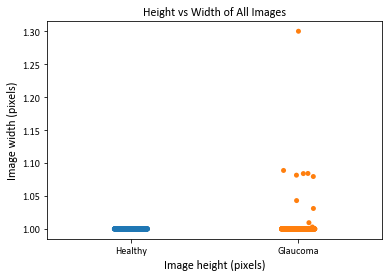 Height vs Width of All Images
Image width (pixels)
1.30
1.25
1.20
1.15
1.10
1.05
1.00
Healthy
Glaucoma
Image height (pixels)